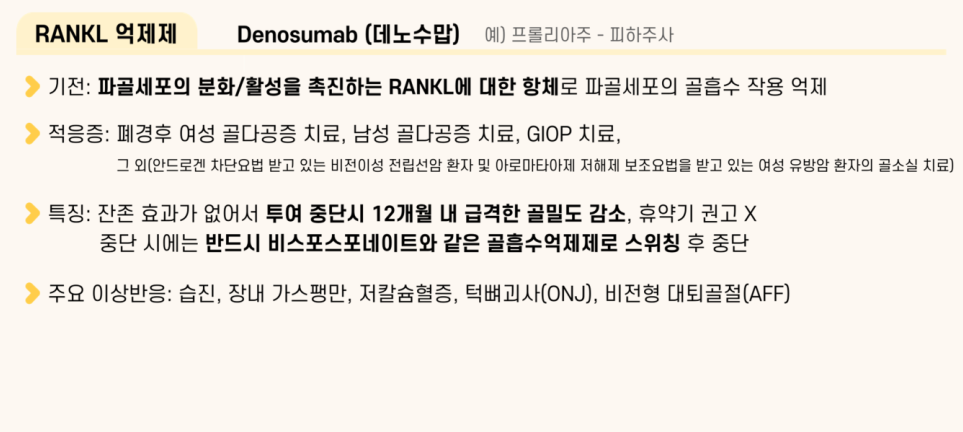 RANKL 억제제 Denosumab (데노수맙) 예) 프롤리아주 - 피하주사
기전: 파골세포의 분화/활성을 촉진하는 RANKL에 대한 항체로 파골세포의 골흡수 작용 억제
적응증: 폐경후 여성 골다공증 치료, 남성 골다공증 치료, GIOP 치료,
그 외(안드로겐 차단요법 받고 있는 비전이성 전립선암 환자 및 아로마타아제 저해제 보조요법을 받고 있는 여성 유방암 환자의 골소실 치료)
특징: 잔존 효과가 없어서 투여 중단시 12개월 내 급격한 골밀도 감소, 휴약기 권고 X
중단 시에는 반드시 비스포스포네이트와 같은 골흡수억제제로 스위칭 후 중단
주요 이상반응: 습진, 장내 가스팽만, 저칼슘혈증, 턱뼈괴사(ONJ), 비전형 대퇴골절(AFF)